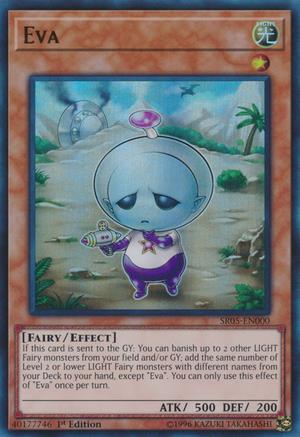 EVA
LIGHT
光
SR05-EN000
[FAIRY/EFFECT]
If this card is sent to the GY: You can banish up to 2 other LIGHT
Fairy monsters from your field and/or GY; add the same number of
Level 2 or lower LIGHT Fairy monsters with different names from
your Deck to your hand, except "Eva". You can only use this effect
of "Eva" once per turn.
ATK/ 500 DEF/ 200
40177746 1st Edition ©1996 KAZUKI TAKAHASHI